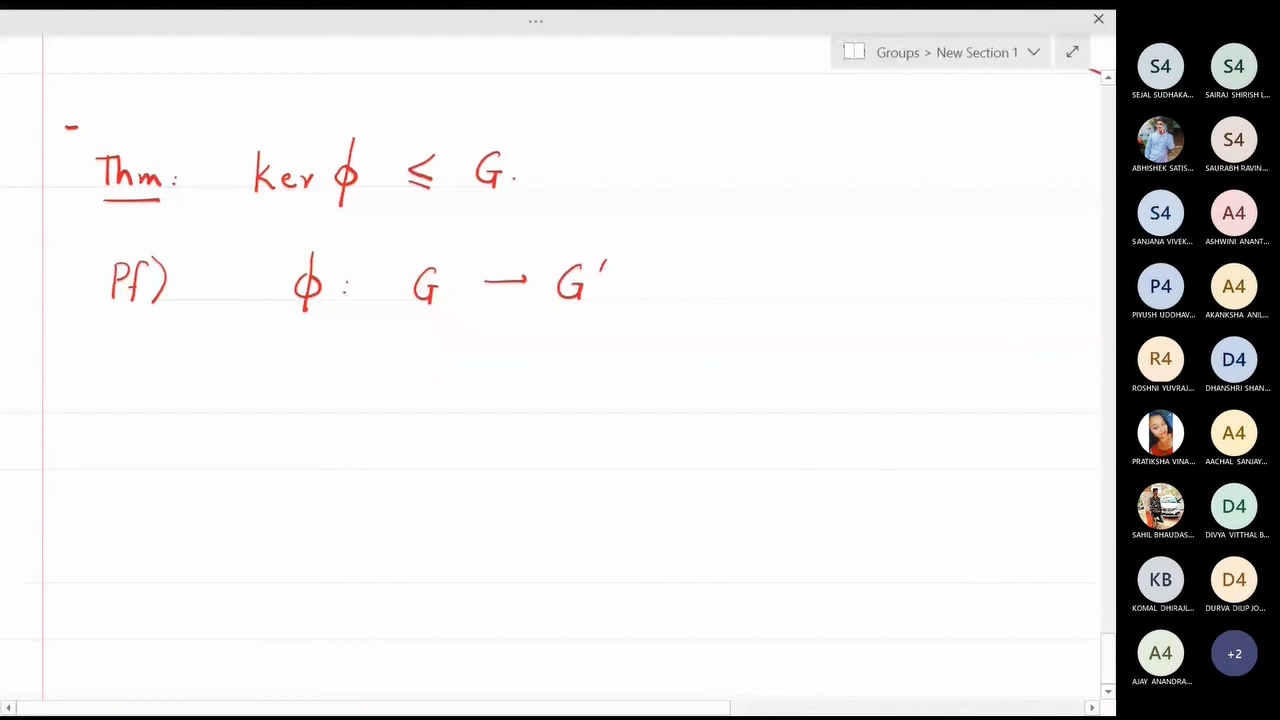 Groups > New Section 1
Thm: ker ϕ ≤ G.
Pf) ϕ: G → G′
S4
SEJAL SUDHAKA...
S4
SAIRAJ SHIRISH L...
ABHISHEK SATIS...
S4
SAURABH RAVIN...
S4
SANJANA VIVEK...
A4
ASHWINI ANANT...
P4
PIYUSH UDDHAV...
A4
AKANKSHA ANIL...
R4
ROSHNI YUVRAJ...
D4
DHANSHRI SHAN...
PRATIKSHA VINA...
A4
AACHAL SANJAY...
SAHIL BHAUDAS...
D4
DIVYA VITTHAL B...
KB
KOMAL DHIRAJL...
D4
DURVA DILIP JO...
A4
AJAY ANANDRA...
+2